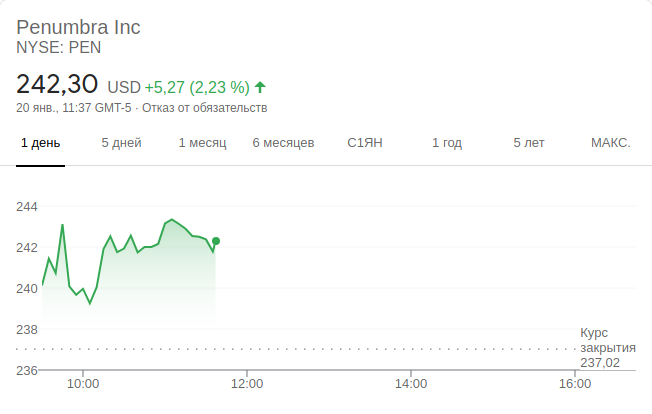 Penumbra Inc
NYSE: PEN
242,30 USD +5,27 (2,23 %)
20 янв., 11:37 GMT-5 · Отказ от обязательств
1 день 5 дней 1 месяц 6 месяцев С1ЯН 1 год 5 лет МАКС.
244
242
240
238
Курс
закрытия
237,02
236
10:00 12:00 14:00 16:00